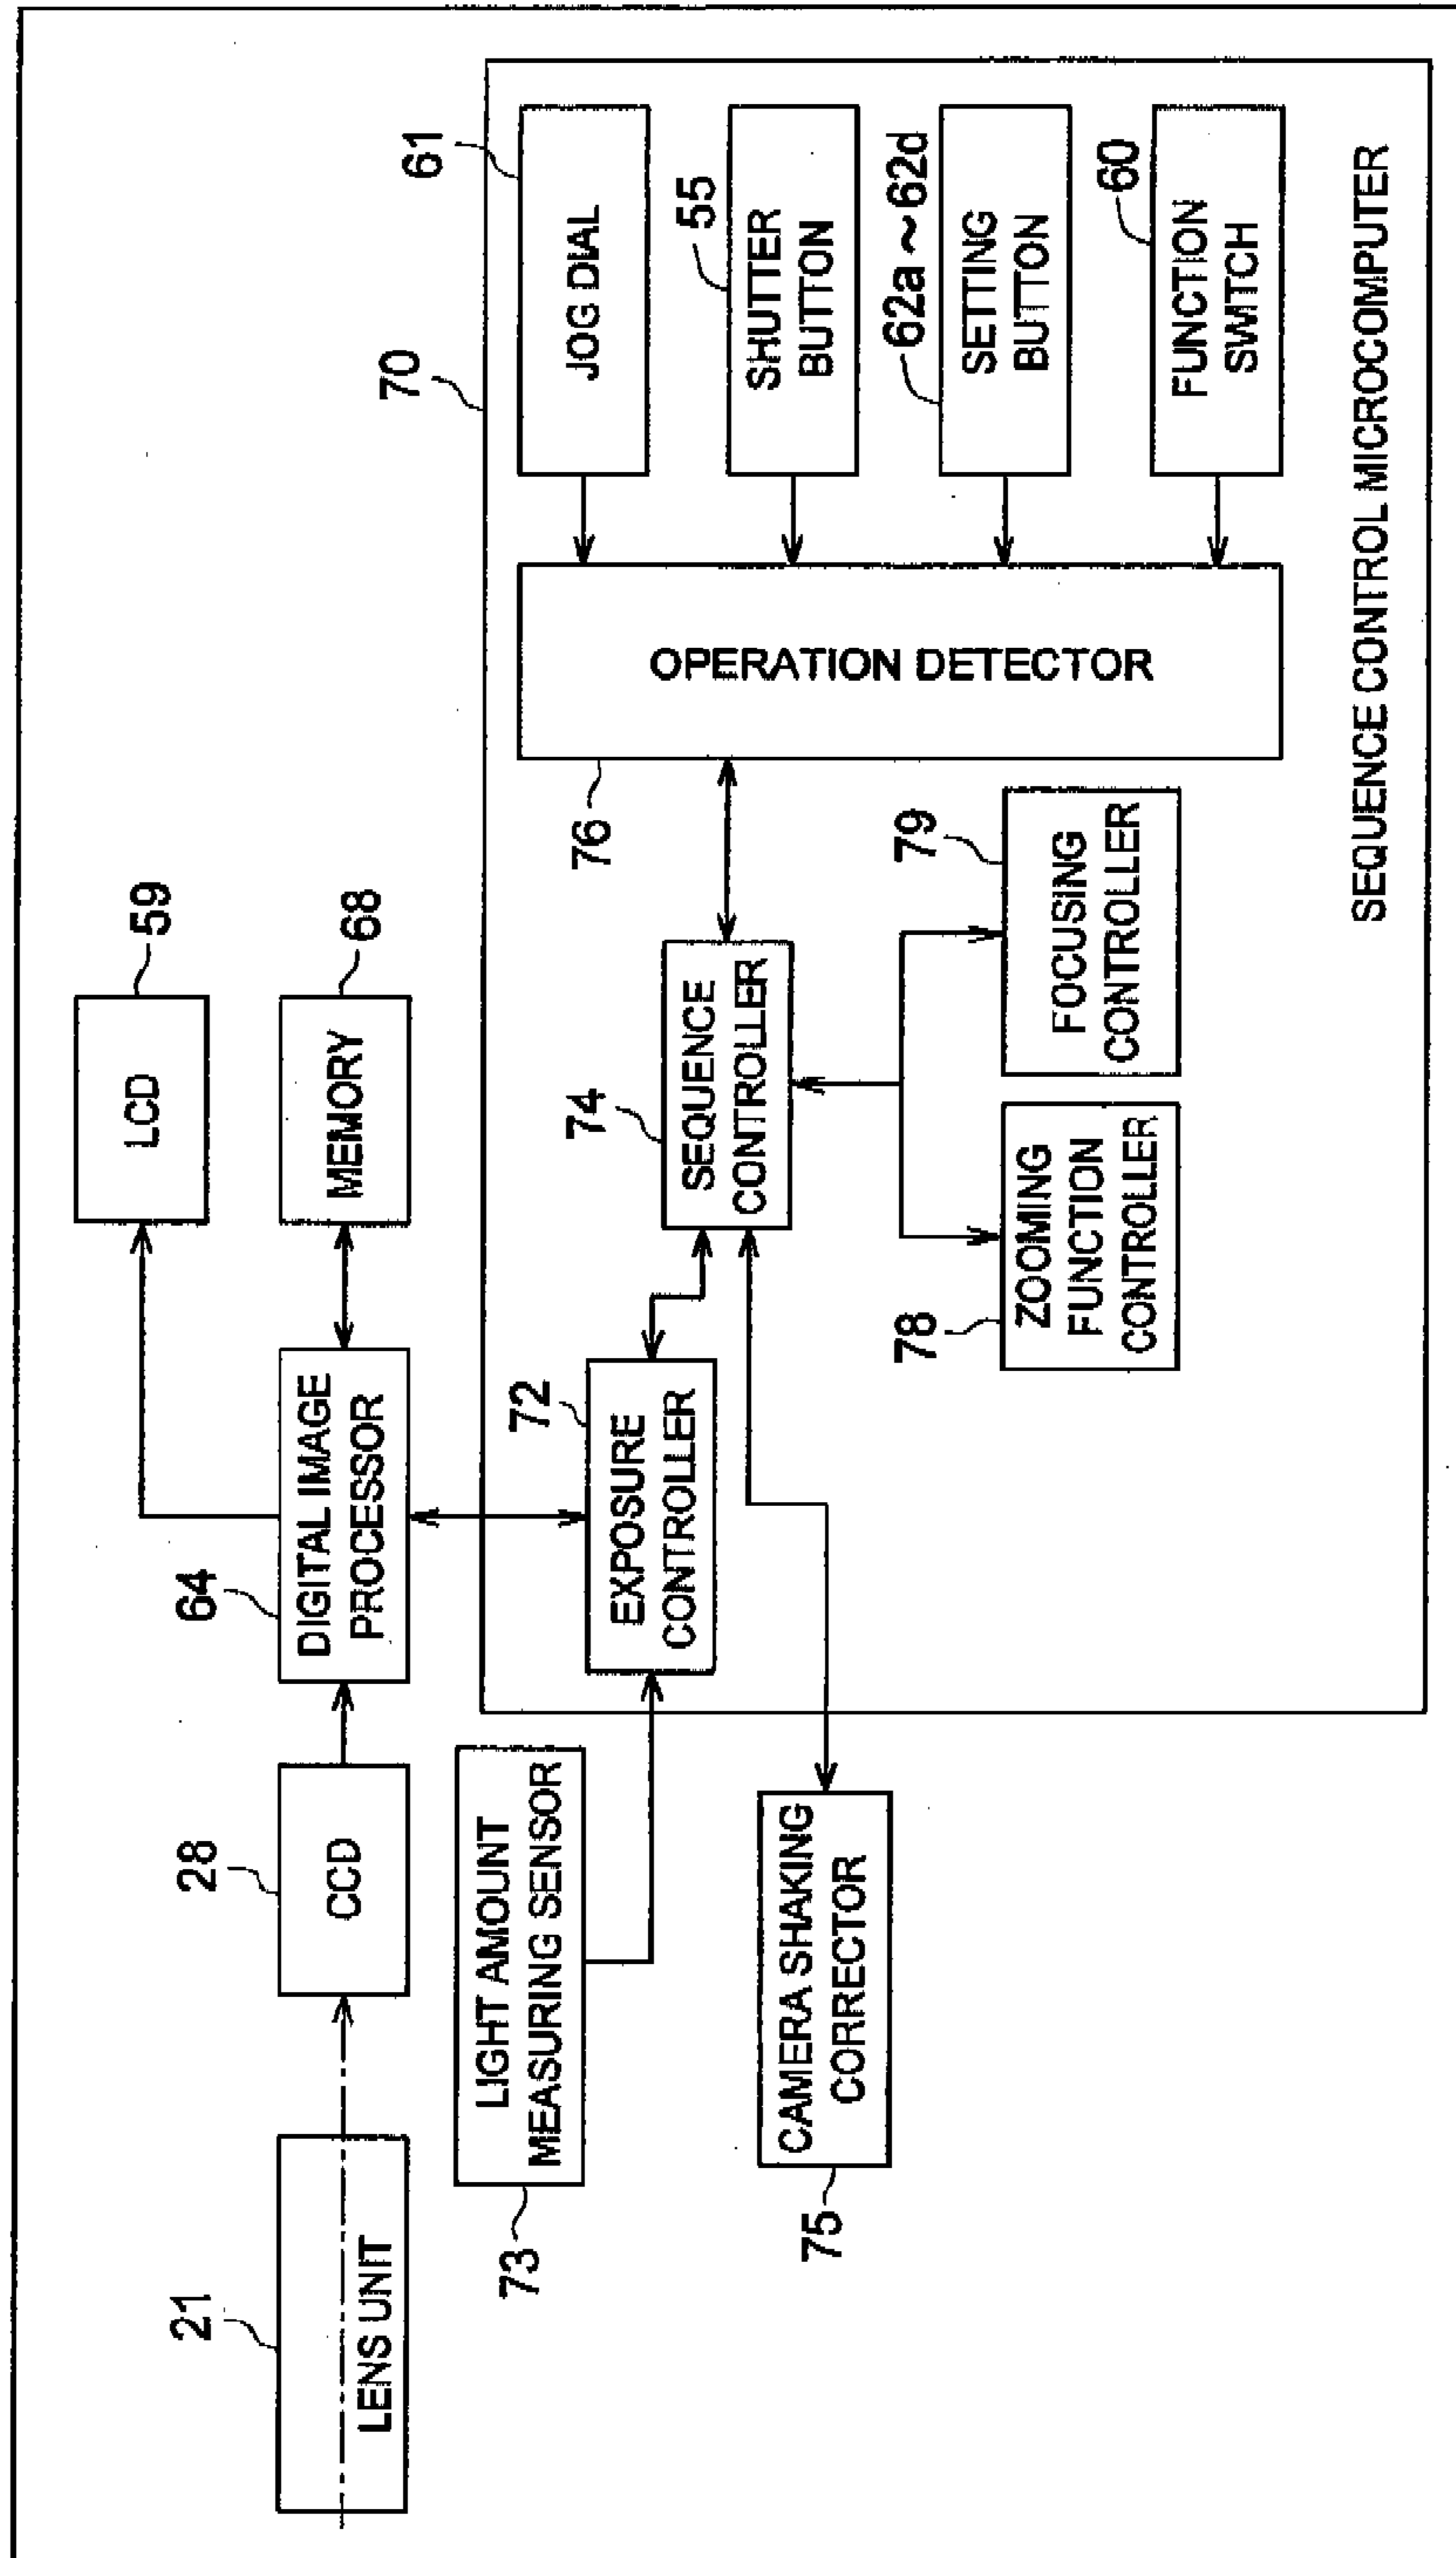 21
LENS UNIT
28
CCD
64
DIGITAL IMAGE
PROCESSOR
59
LCD
68
MEMORY
73
LIGHT AMOUNT
MEASURING SENSOR
75
CAMERA SHAKING
CORRECTOR
70
72
EXPOSURE
CONTROLLER
74
SEQUENCE
CONTROLLER
76
OPERATION DETECTOR
61
JOG DIAL
55
SHUTTER
BUTTON
62a ~ 62d
SETTING
BUTTON
60
FUNCTION
SWITCH
78
ZOOMING
FUNCTION
CONTROLLER
79
FOCUSING
CONTROLLER
SEQUENCE CONTROL MICROCOMPUTER